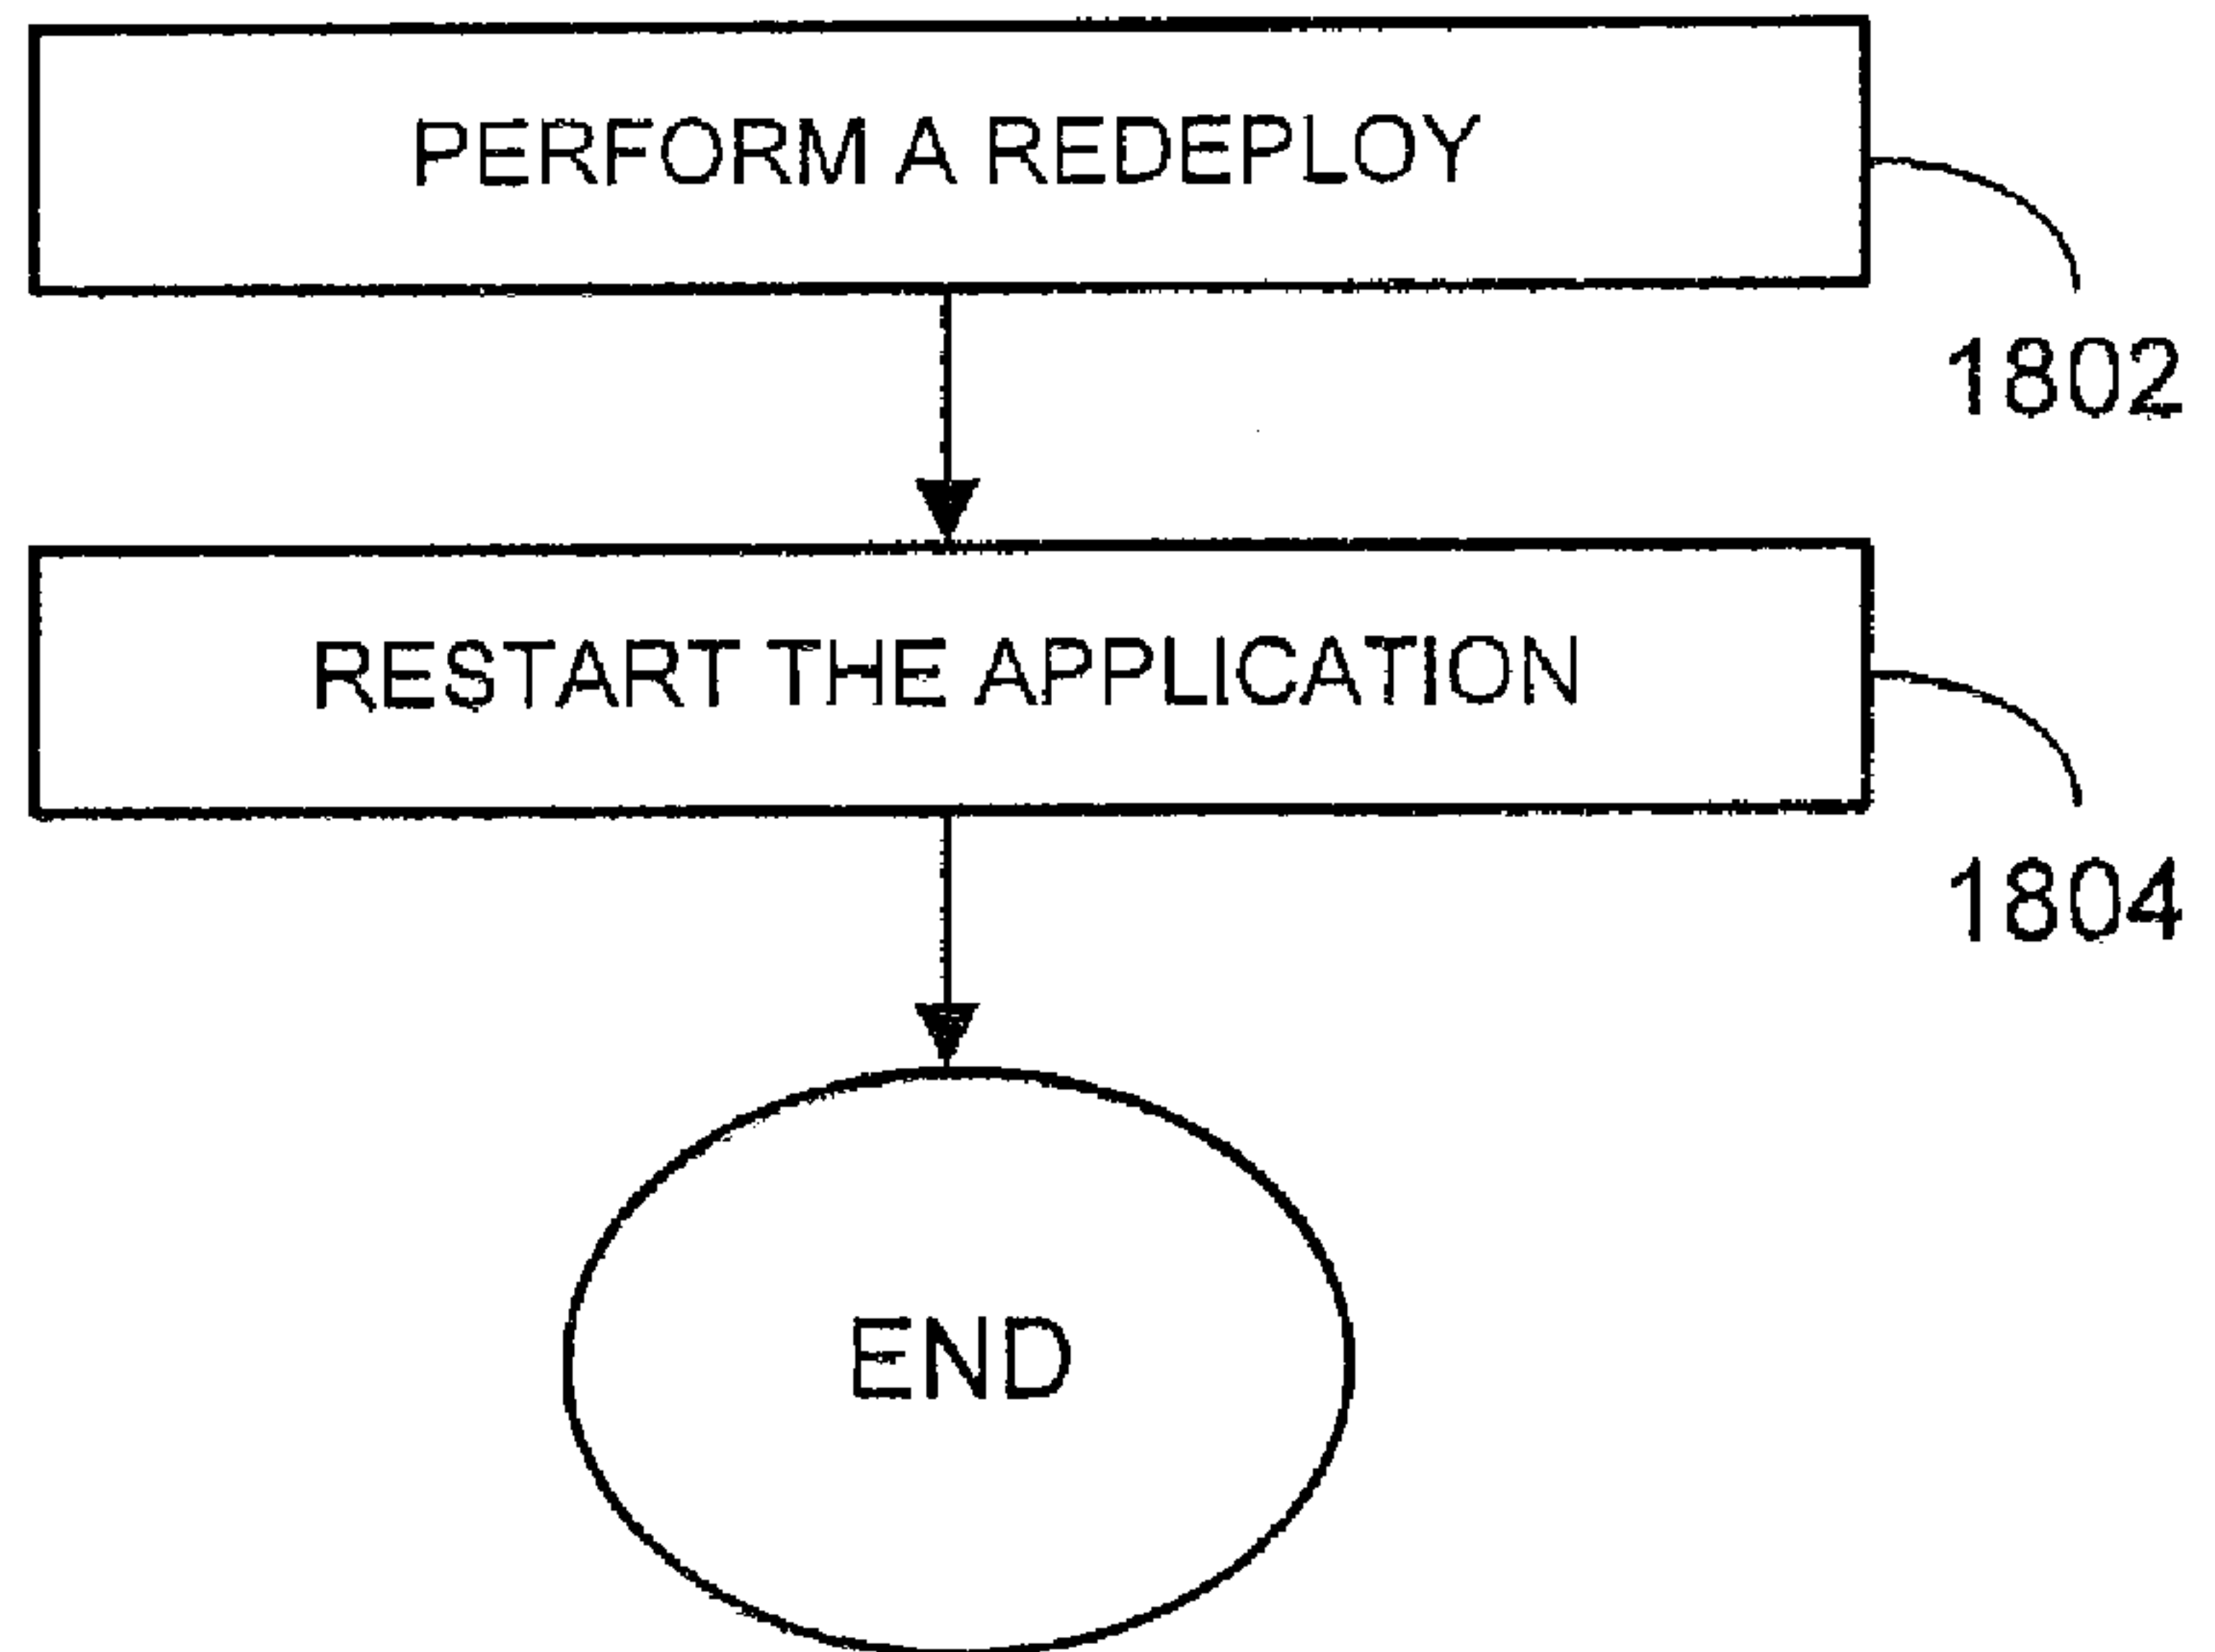 PERFORM A REDEPLOY
1802
RESTART THE APPLICATION
1804
END